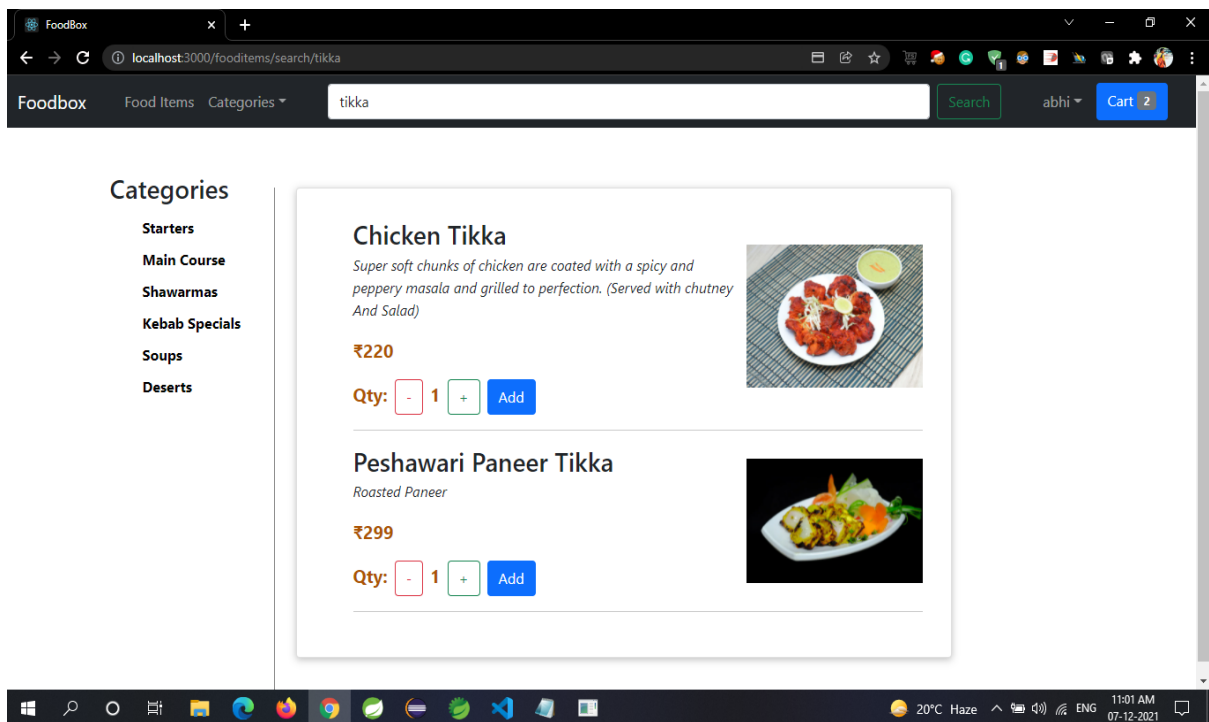 FoodBox
localhost:3000/fooditems/search/tikka
1
Foodbox Food Items Categories tikka Search abhi Cart 2
Categories
Starters
Main Course
Shawarmas
Kebab Specials
Soups
Deserts
Chicken Tikka
Super soft chunks of chicken are coated with a spicy and
peppery masala and grilled to perfection. (Served with chutney
And Salad)
₹220
Qty: - 1 + Add
Peshawari Paneer Tikka
Roasted Paneer
₹299
Qty: - 1 + Add
20°C Haze ENG 11:01 AM
07-12-2021